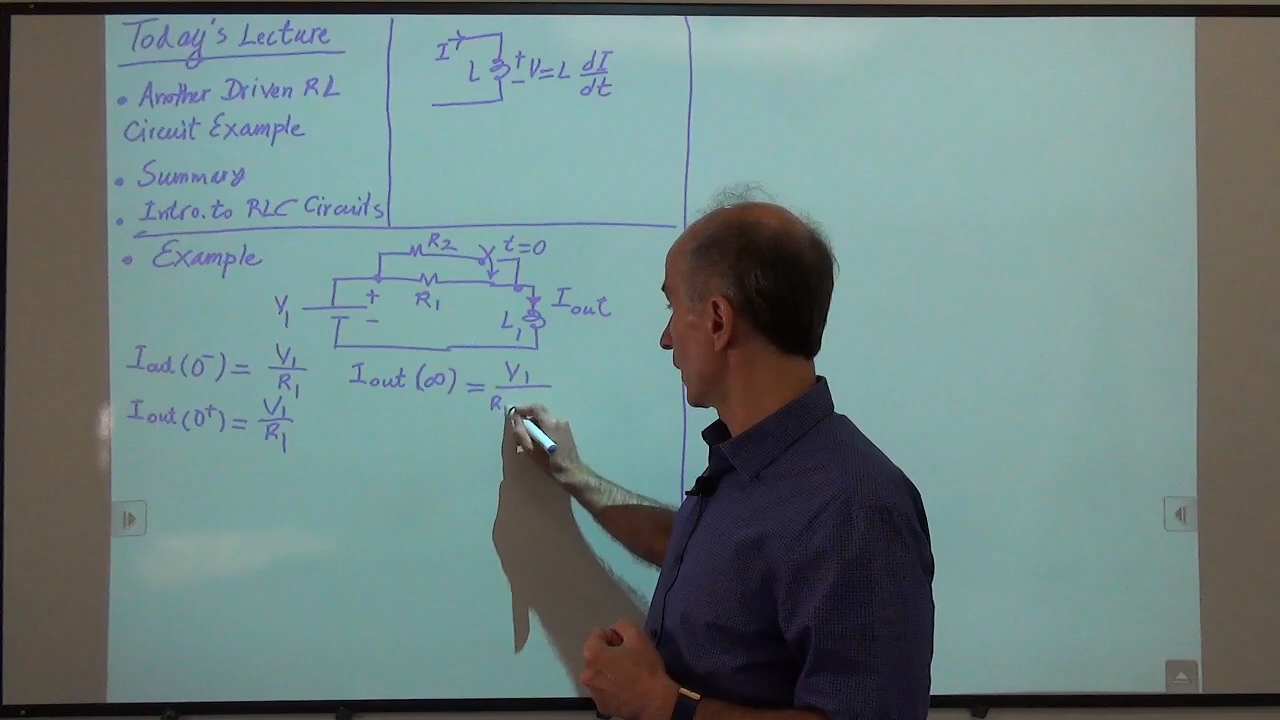 Today's Lecture
• Another Driven RL
Circuit Example
• Summary
• Intro. to RLC Circuits
I
L + - V = L dI/dt
• Example
R2 t=0
V1 + - R1 L1 Iout
Iout(0⁻) = V1/R1
Iout(0⁺) = V1/R1
Iout(∞) = V1/R1